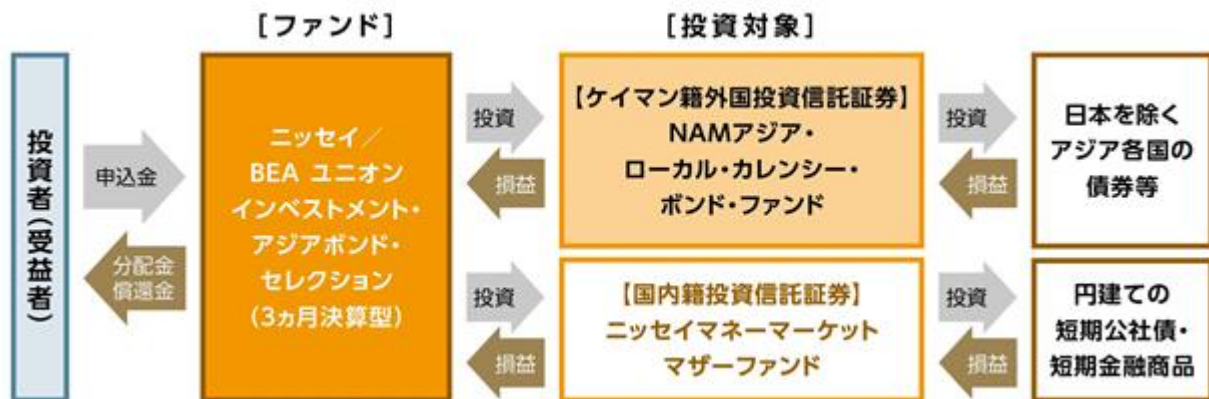 [ファンド]
[投資対象]
投資者(受益者)
申込金
分配金
償還金
ニッセイ／
BEA ユニオン
インベストメント・
アジアボンド・
セレクション
(3ヵ月決算型)
投資
損益
【ケイマン籍外国投資信託証券】
NAMアジア・
ローカル・カレンシー・
ボンド・ファンド
投資
損益
日本を除く
アジア各国の
債券等
投資
損益
【国内籍投資信託証券】
ニッセイマネーマーケット
マザーファンド
投資
損益
円建ての
短期公社債・
短期金融商品